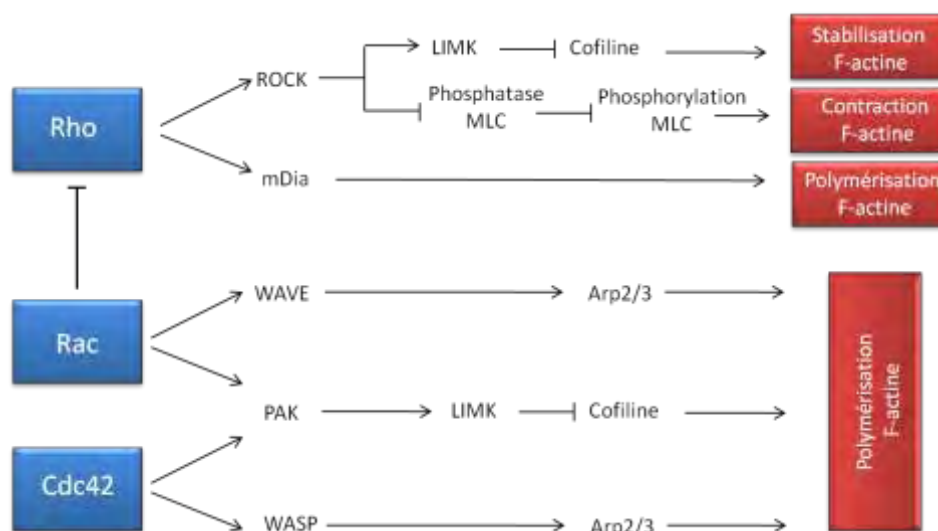 LIMK
Cofiline
Stabilisation
F-actine
ROCK
Rho
Phosphatase
MLC
Phosphorylation
MLC
Contraction
F-actine
mDia
Polymérisation
F-actine
WAVE
Arp2/3
Rac
PAK
LIMK
Cofiline
Polymérisation
F-actine
Cdc42
WASP
Arp2/3